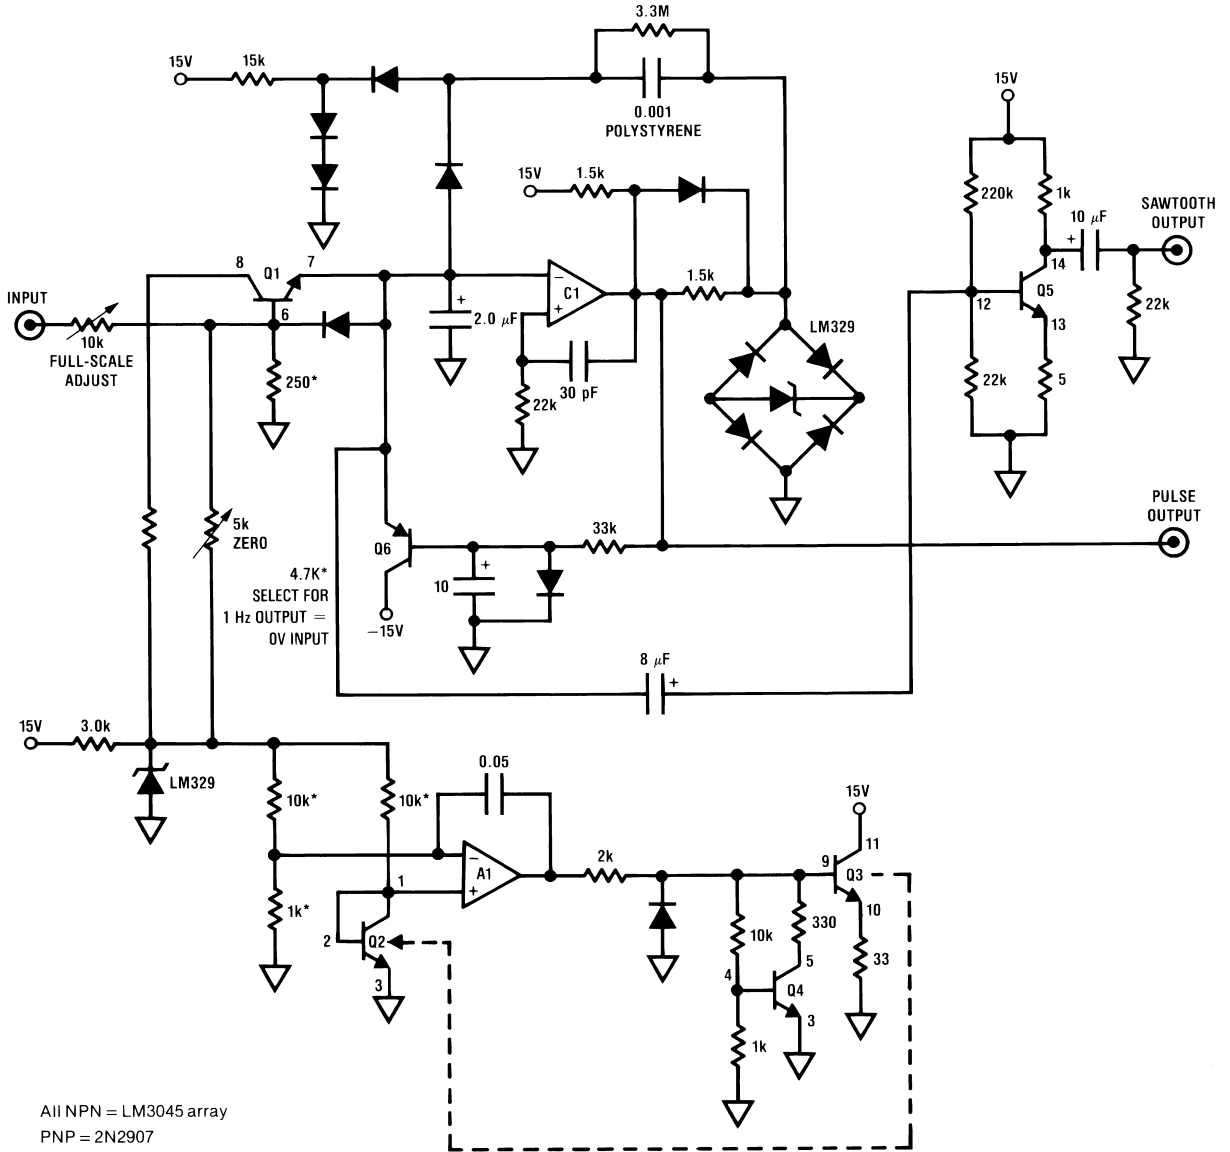 3.3M
15V
15k
0.001
POLYSTYRENE
15V
15V
1.5k
220k
1k
10 μF
+
SAWTOOTH
OUTPUT
8
Q1
7
14
INPUT
6
10k
FULL-SCALE
ADJUST
250*
+
2.0 μF
−
C1
+
1.5k
LM329
12
Q5
13
22k
30 pF
22k
22k
5
5k
ZERO
Q6
33k
PULSE
OUTPUT
+
10
4.7K*
SELECT FOR
1 Hz OUTPUT =
0V INPUT
−15V
8 μF
+
15V
3.0k
LM329
10k*
10k*
0.05
15V
11
−
A1
+
2k
9
Q3
1
10
1k*
2
Q2
3
10k
330
33
5
4
Q4
3
1k
All NPN = LM3045 array
PNP = 2N2907